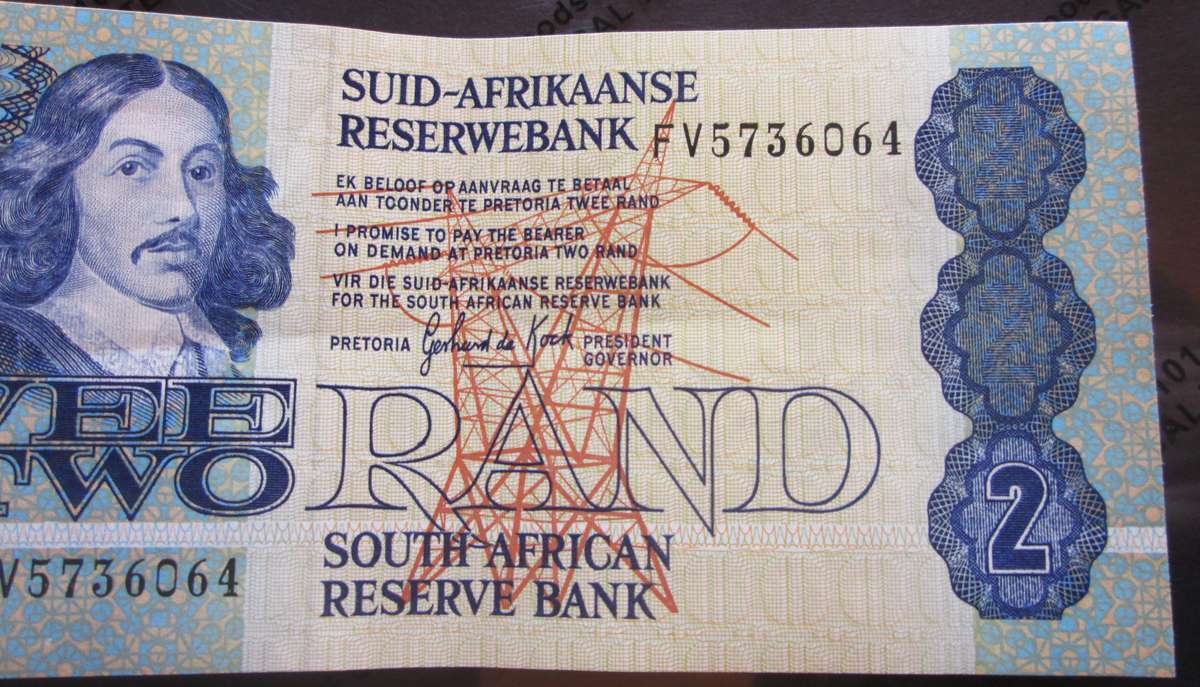 SUID-AFRIKAANSE
RESERWEBANK FV5736064
EK BELOOF OP AANVRAAG TE BETAAL
AAN TOONDER TE PRETORIA TWEE RAND
I PROMISE TO PAY THE BEARER
ON DEMAND AT PRETORIA TWO RAND
VIR DIE SUID-AFRIKAANSE RESERWEBANK
FOR THE SOUTH AFRICAN RESERVE BANK
PRETORIA Gerhard de Kock PRESIDENT
GOVERNOR
WEE
TWO
RAND
2
V5736064
SOUTH AFRICAN
RESERVE BANK